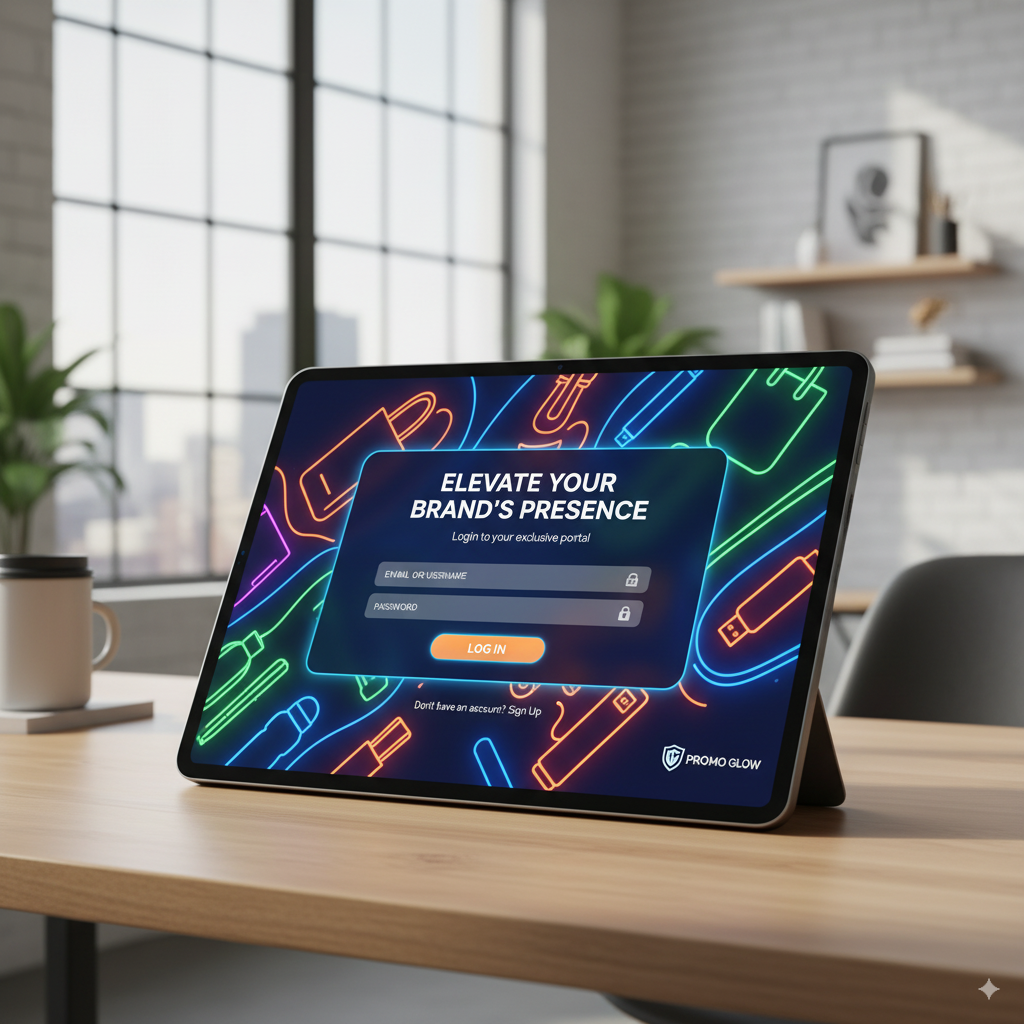 ELEVATE YOUR
BRAND'S PRESENCE
Login to your exclusive portal
EMAIL OR USERNAME
PASSWORD
LOG IN
Don't have an account? Sign Up
PROMO GLOW